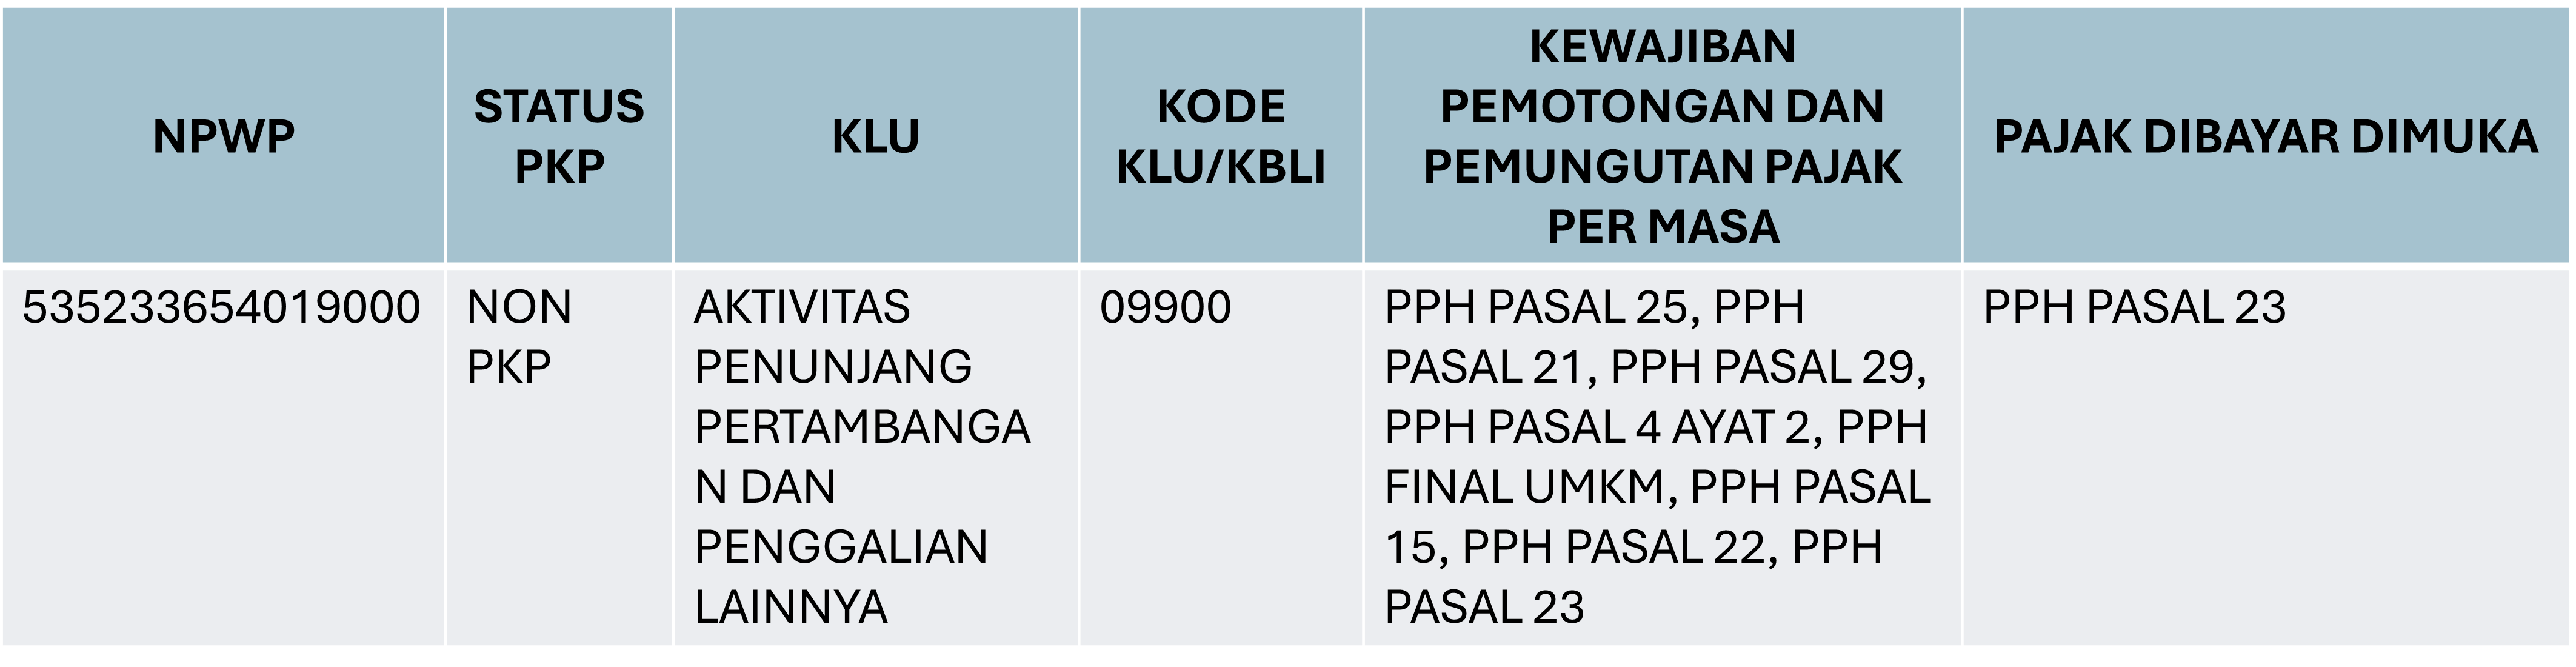 NPWP
STATUS
PKP
KLU
KODE
KLU/KBLI
KEWAJIBAN
PEMOTONGAN DAN
PEMUNGUTAN PAJAK
PER MASA
PAJAK DIBAYAR DIMUKA
535233654019000
NON
PKP
AKTIVITAS
PENUNJANG
PERTAMBANGA
N DAN
PENGGALIAN
LAINNYA
09900
PPH PASAL 25, PPH
PASAL 21, PPH PASAL 29,
PPH PASAL 4 AYAT 2, PPH
FINAL UMKM, PPH PASAL
15, PPH PASAL 22, PPH
PASAL 23
PPH PASAL 23